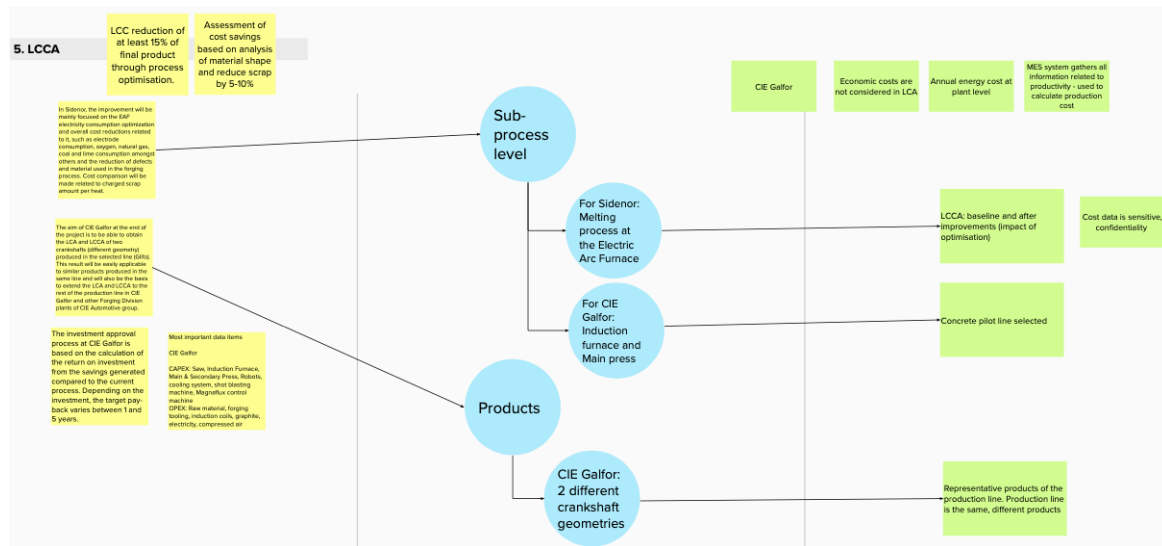 5. LCCA
LCC reduction of
at least 15% of
final product
through process
optimisation.
Assessment of
cost savings
based on analysis
of material shape
and reduce scrap
by 5-10%
In Sidenor, the improvement will be
mainly focused on the EAF
electricity consumption optimization
and overall cost reductions related
to it, such as electrode
consumption, oxygen, natural gas,
coal and lime consumption amongst
others and the reduction of defects
and material used in the forging
process. Cost comparison will be
made related to charged scrap
amount per heat.
The aim of CIE Galfor at the end of
the project is to be able to obtain
the LCA and LCCA of two
crankshafts (different geometry)
produced in the selected line (Gilfo).
This result will be easily applicable
to similar products produced in the
same line and will also be the basis
to extend the LCA and LCCA to the
rest of the production line in CIE
Galfor and other Forging Division
plants of CIE Automotive group.
The investment approval
process at CIE Galfor is
based on the calculation of
the return on investment
from the savings generated
compared to the current
process. Depending on the
investment, the target pay-
back varies between 1 and
5 years.
Most important data items
CIE Galfor
CAPEX: Saw, Induction Furnace,
Main & Secondary Press, Robots,
cooling system, shot blasting
machine, Magnaflux control
machine
OPEX: Raw material, forging
tooling, induction coils, graphite,
electricity, compressed air
Sub-
process
level
For Sidenor:
Melting
process at
the Electric
Arc Furnace
For CIE
Galfor:
Induction
furnace and
Main press
Products
CIE Galfor:
2 different
crankshaft
geometries
CIE Galfor
Economic costs are
not considered in LCA
Annual energy cost at
plant level
MES system gathers all
information related to
productivity - used to
calculate production
cost
LCCA: baseline and after
improvements (impact of
optimisation)
Cost data is sensitive,
confidentiality
Concrete pilot line selected
Representative products of the
production line. Production line
is the same, different products